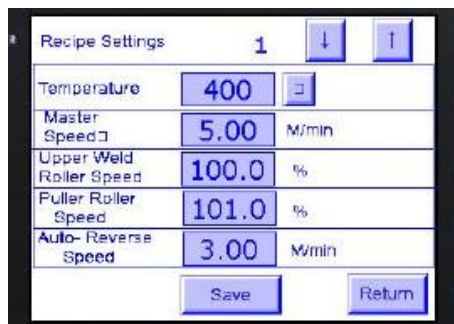 Recipe Settings 1 ↓ ↑
Temperature 400 □
Master
Speed□ 5.00 M/min
Upper Weld
Roller Speed 100.0 %
Puller Roller
Speed 101.0 %
Auto- Reverse
Speed 3.00 M/min
Save Return